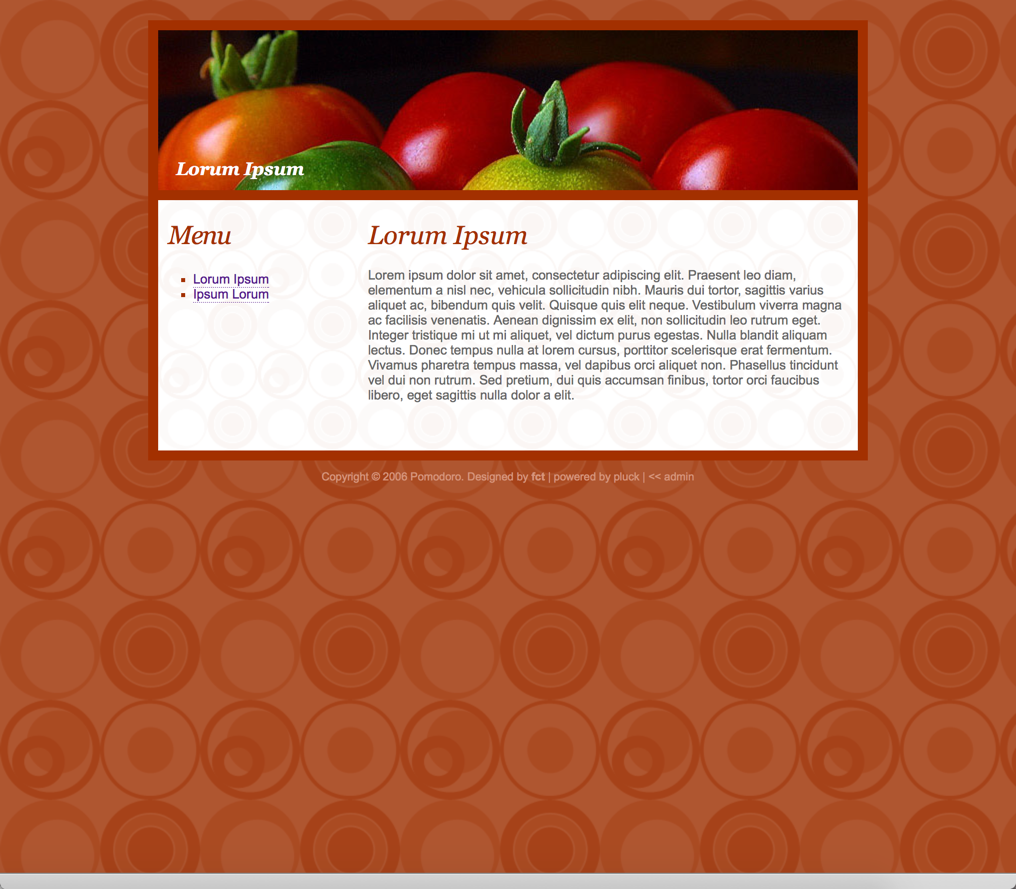 Lorum Ipsum
Menu
Lorum Ipsum
Ipsum Lorum
Lorum Ipsum
Lorem ipsum dolor sit amet, consectetur adipiscing elit. Praesent leo diam,
elementum a nisl nec, vehicula sollicitudin nibh. Mauris dui tortor, sagittis varius
aliquet ac, bibendum quis velit. Quisque quis elit neque. Vestibulum viverra magna
ac facilisis venenatis. Aenean dignissim ex elit, non sollicitudin leo rutrum eget.
Integer tristique mi ut mi aliquet, vel dictum purus egestas. Nulla blandit aliquam
lectus. Donec tempus nulla at lorem cursus, porttitor scelerisque erat fermentum.
Vivamus pharetra tempus massa, vel dapibus orci aliquet non. Phasellus tincidunt
vel dui non rutrum. Sed pretium, dui quis accumsan finibus, tortor orci faucibus
libero, eget sagittis nulla dolor a elit.
Copyright © 2006 Pomodoro. Designed by fct | powered by pluck | << admin